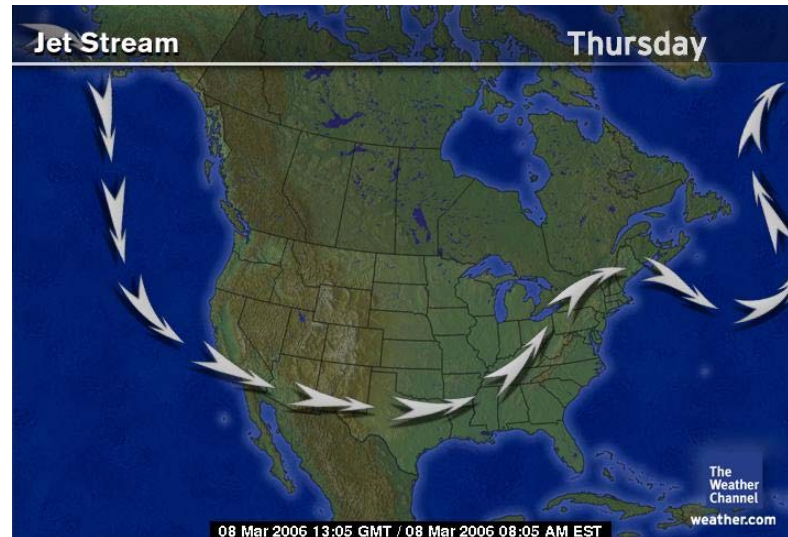 Jet Stream
Thursday
The
Weather
Channel
weather.com
08 Mar 2006 13:05 GMT / 08 Mar 2006 08:05 AM EST